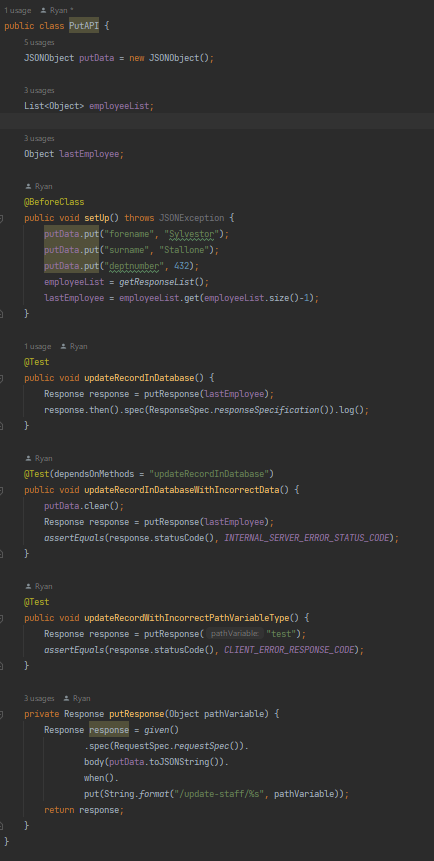 1 usage Ryan *
public class PutAPI {
5 usages
JSONObject putData = new JSONObject();
3 usages
List<Object> employeeList;
3 usages
Object lastEmployee;
Ryan
@BeforeClass
public void setUp() throws JSONException {
putData.put("forename", "Sylvestor");
putData.put("surname", "Stallone");
putData.put("deptnumber", 432);
employeeList = getResponseList();
lastEmployee = employeeList.get(employeeList.size()-1);
}
1 usage Ryan
@Test
public void updateRecordInDatabase() {
Response response = putResponse(lastEmployee);
response.then().spec(ResponseSpec.responseSpecification()).log();
}
Ryan
@Test(dependsOnMethods = "updateRecordInDatabase")
public void updateRecordInDatabaseWithIncorrectData() {
putData.clear();
Response response = putResponse(lastEmployee);
assertEquals(response.statusCode(), INTERNAL_SERVER_ERROR_STATUS_CODE);
}
Ryan
@Test
public void updateRecordWithIncorrectPathVariableType() {
Response response = putResponse( pathVariable: "test");
assertEquals(response.statusCode(), CLIENT_ERROR_RESPONSE_CODE);
}
3 usages Ryan
private Response putResponse(Object pathVariable) {
Response response = given()
.spec(RequestSpec.requestSpec()).
body(putData.toJSONString()).
when().
put(String.format("/update-staff/%s", pathVariable));
return response;
}
}